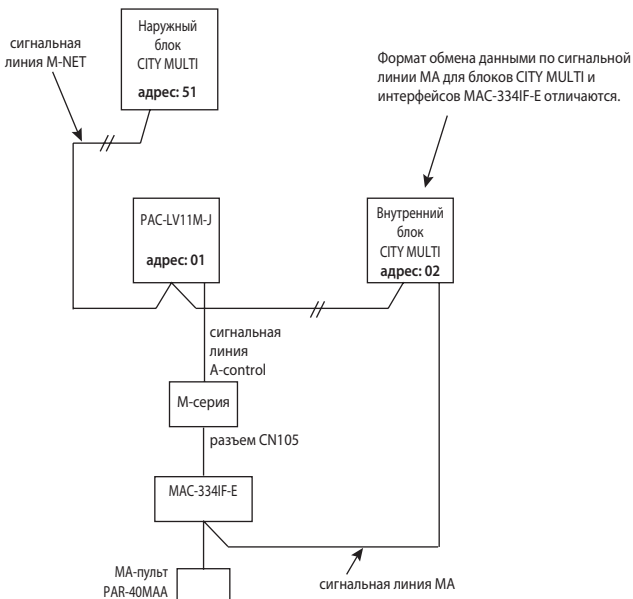 Наружный
блок
CITY MULTI
адрес: 51
сигнальная
линия M-NET
Формат обмена данными по сигнальной
линии MA для блоков CITY MULTI и
интерфейсов MAC-334IF-E отличаются.
PAC-LV11M-J
адрес: 01
Внутренний
блок
CITY MULTI
адрес: 02
сигнальная
линия
A-control
М-серия
разъем CN105
MAC-334IF-E
МА-пульт
PAR-40MAA
сигнальная линия MA